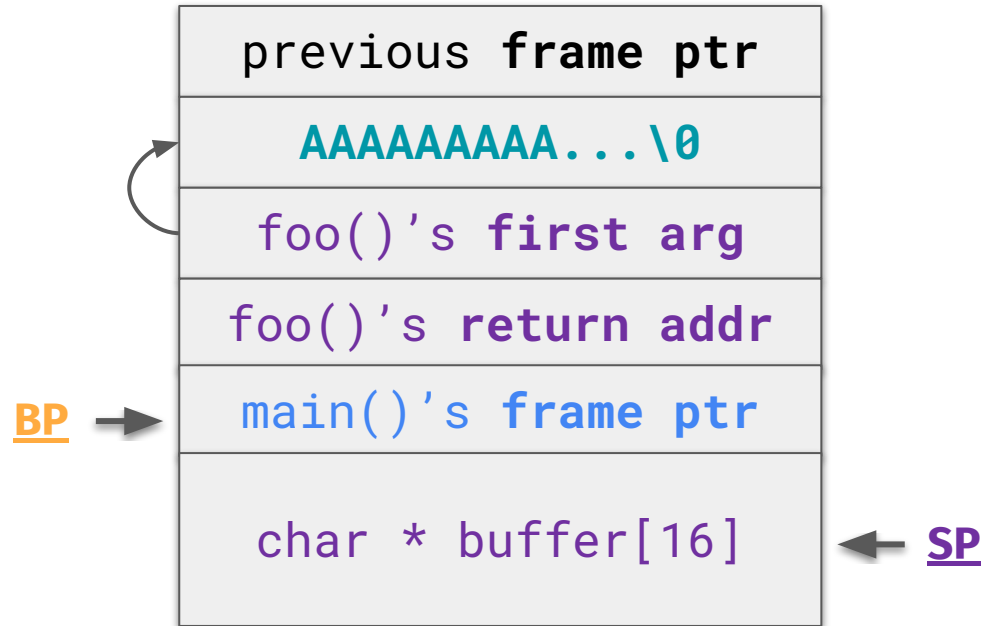 previous frame ptr
AAAAAAAAA...\0
foo()’s first arg
foo()’s return addr
BP
main()’s frame ptr
char * buffer[16]
SP